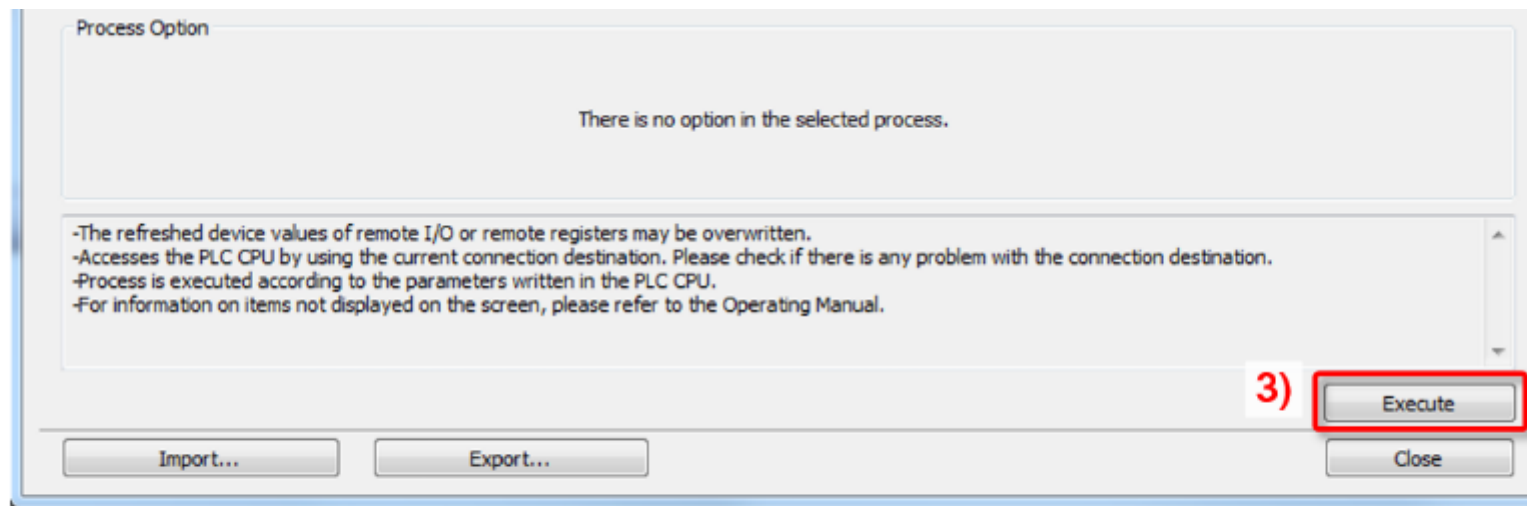 Process Option
There is no option in the selected process.
-The refreshed device values of remote I/O or remote registers may be overwritten.
-Accesses the PLC CPU by using the current connection destination. Please check if there is any problem with the connection destination.
-Process is executed according to the parameters written in the PLC CPU.
-For information on items not displayed on the screen, please refer to the Operating Manual.
3) Execute
Import... Export... Close